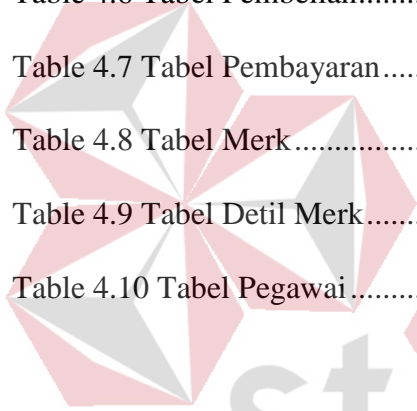 Table 4.7 Tabel Pembayaran.....
Table 4.8 Tabel Merk...............
Table 4.9 Tabel Detil Merk.......
Table 4.10 Tabel Pegawai.........
st